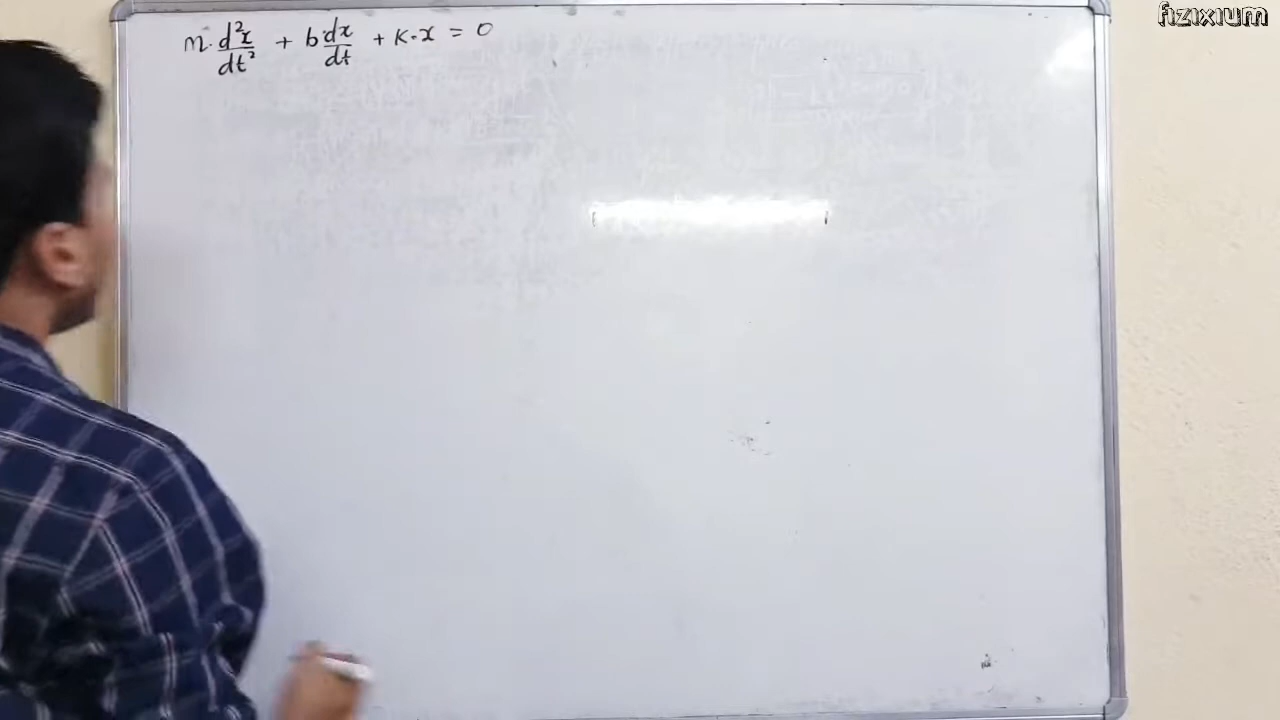 fizixium
m · d²x/dt² + b dx/dt + k · x = 0